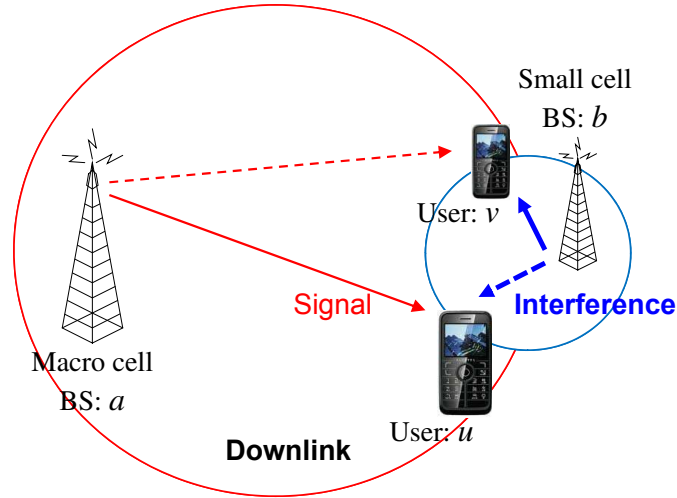 Small cell
BS: b
User: v
Signal
Interference
Macro cell
BS: a
User: u
Downlink